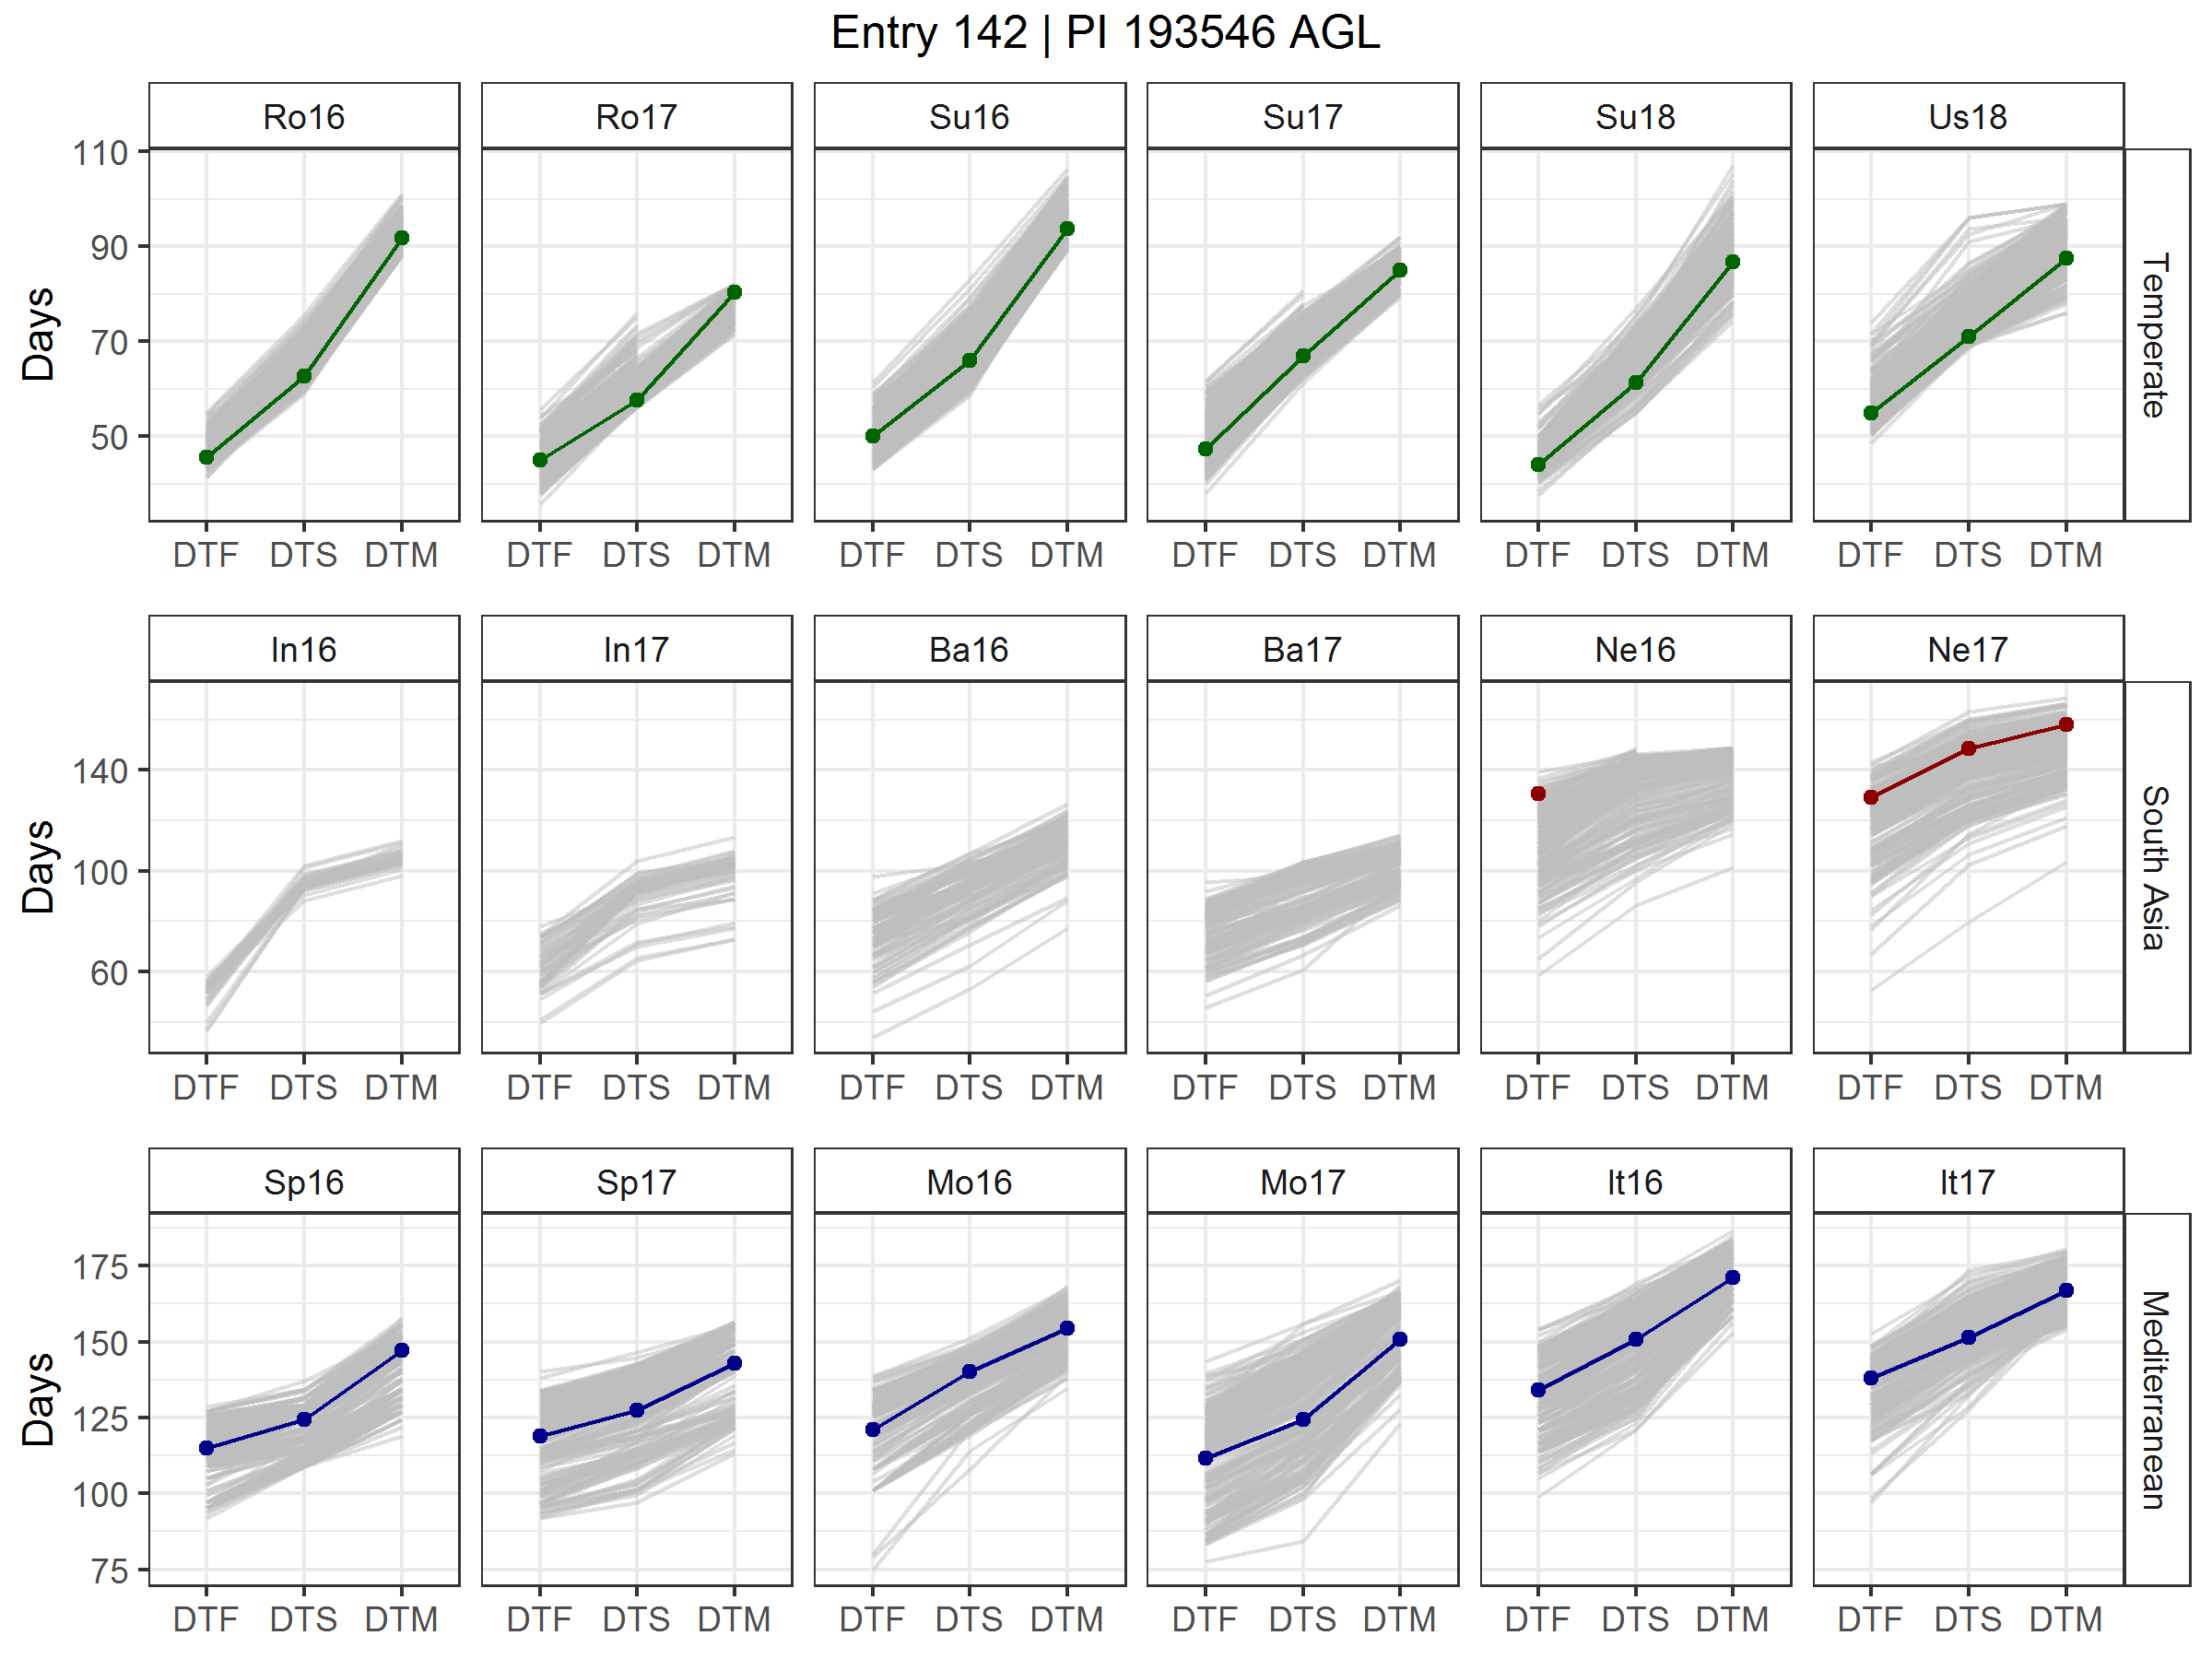 Entry 142 | PI 193546 AGL
Ro16 Ro17 Su16 Su17 Su18 Us18
110
90
70
50
Days
Temperate
DTF DTS DTM DTF DTS DTM DTF DTS DTM DTF DTS DTM DTF DTS DTM DTF DTS DTM
In16 In17 Ba16 Ba17 Ne16 Ne17
140
100
60
Days
South Asia
DTF DTS DTM DTF DTS DTM DTF DTS DTM DTF DTS DTM DTF DTS DTM DTF DTS DTM
Sp16 Sp17 Mo16 Mo17 It16 It17
175
150
125
100
75
Days
Mediterranean
DTF DTS DTM DTF DTS DTM DTF DTS DTM DTF DTS DTM DTF DTS DTM DTF DTS DTM